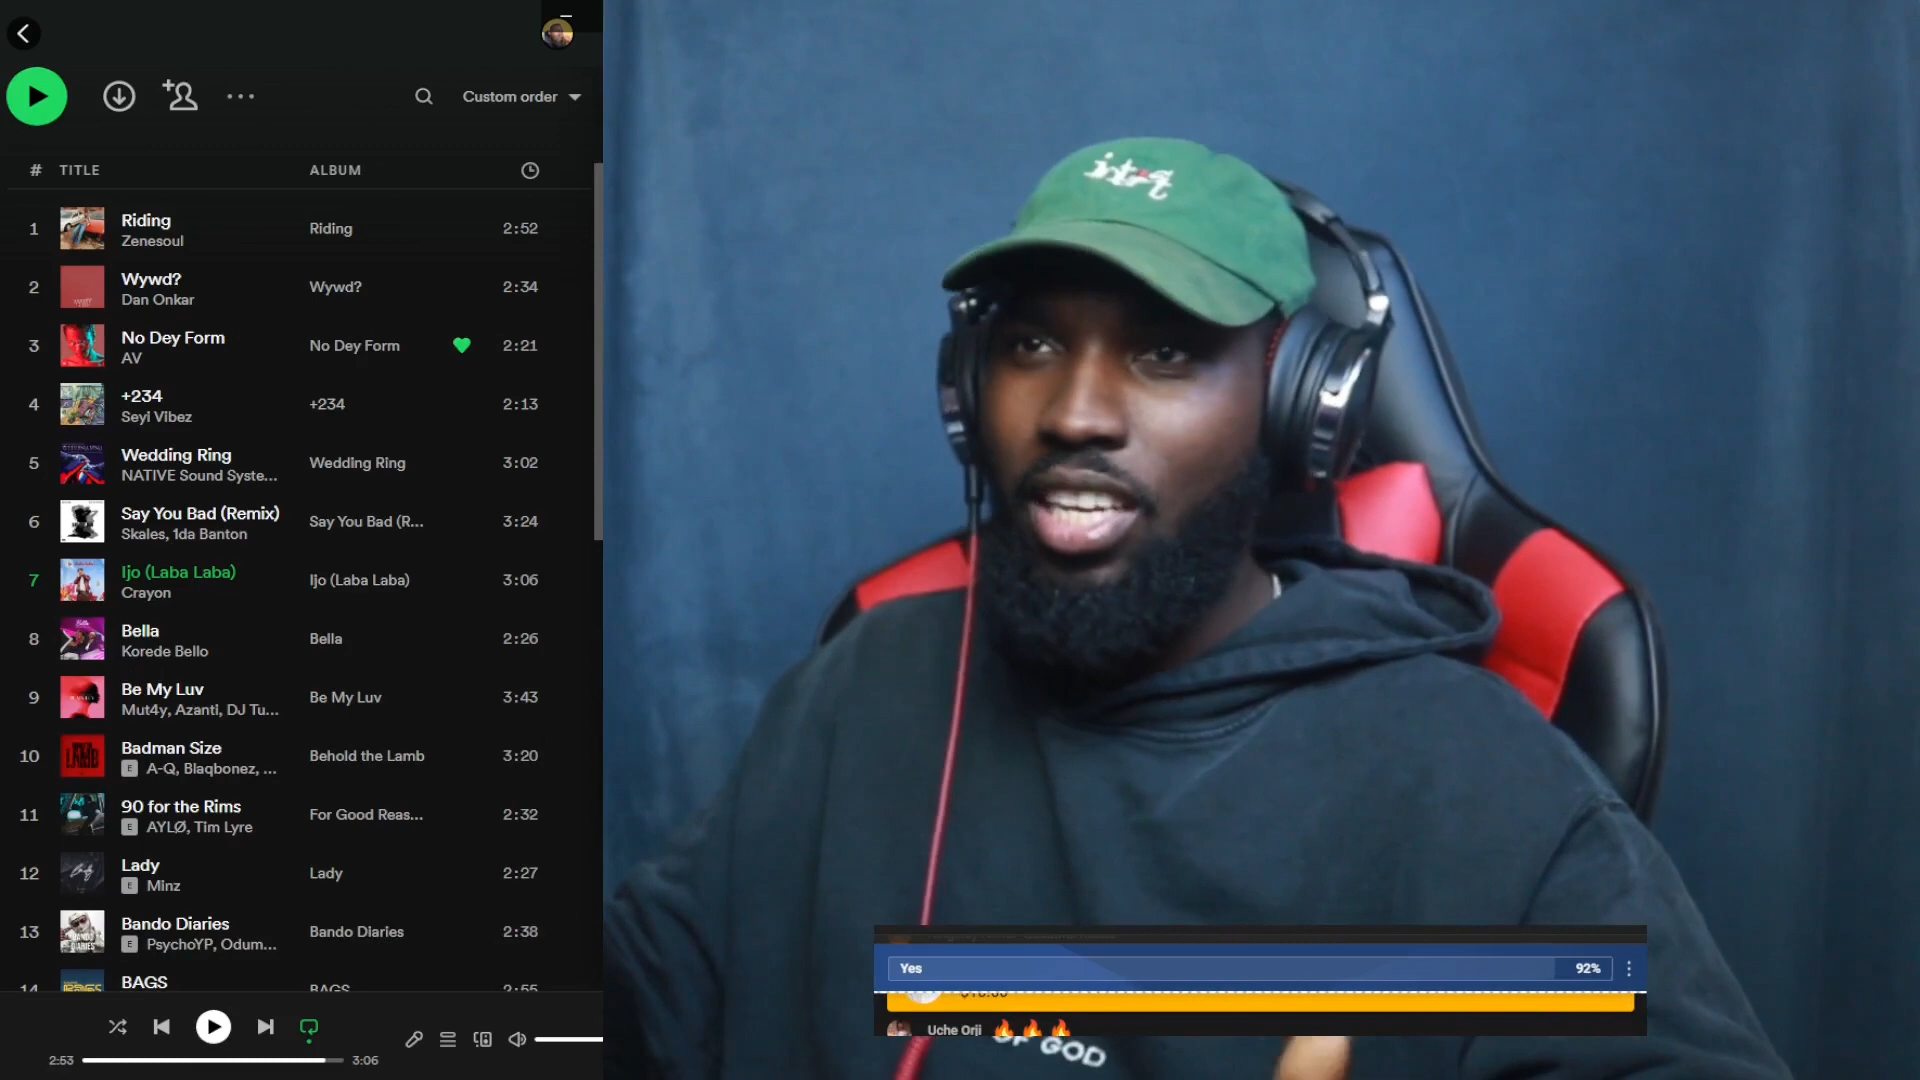 Custom order
# TITLE ALBUM
1 Riding Riding 2:52
Zenesoul
2 Wywd? Wywd? 2:34
Dan Onkar
3 No Dey Form No Dey Form 2:21
AV
4 +234 +234 2:13
Seyi Vibez
5 Wedding Ring Wedding Ring 3:02
NATIVE Sound Syste...
6 Say You Bad (Remix) Say You Bad (R... 3:24
Skales, 1da Banton
7 Ijo (Laba Laba) Ijo (Laba Laba) 3:06
Crayon
8 Bella Bella 2:26
Korede Bello
9 Be My Luv Be My Luv 3:43
Mut4y, Azanti, DJ Tu...
10 Badman Size Behold the Lamb 3:20
E A-Q, Blaqbonez, ...
11 90 for the Rims For Good Reas... 2:32
E AYLØ, Tim Lyre
12 Lady Lady 2:27
E Minz
13 Bando Diaries Bando Diaries 2:38
E PsychoYP, Odum...
14 BAGS BAGS 2:55
2:53 3:06
Yes 92%
Uche Orji
OF GOD